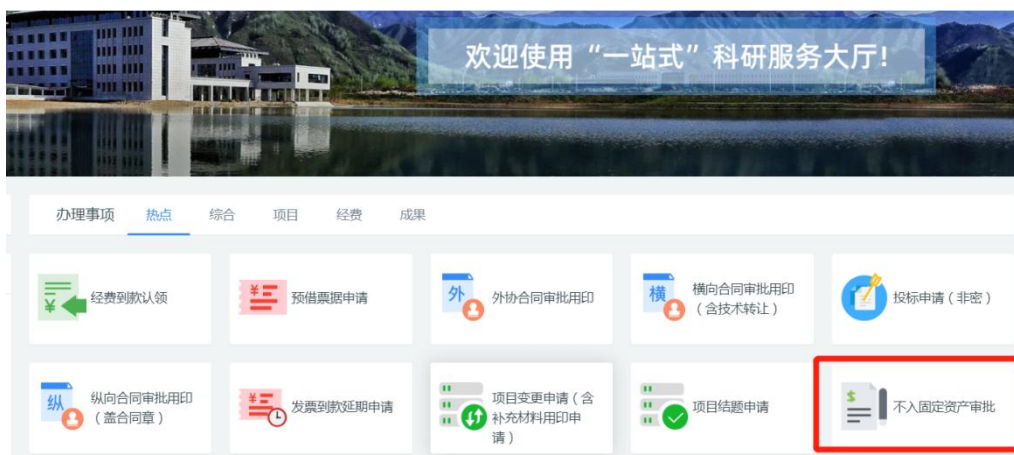 欢迎使用“一站式”科研服务大厅!
办理事项 热点 综合 项目 经费 成果
¥ 经费到款认领
¥ 预借票据申请
外 外协合同审批用印
横 横向合同审批用印
（含技术转让）
投标申请（非密）
纵 纵向合同审批用印
（盖合同章）
¥ 发票到款延期申请
项目变更申请（含
补充材料用印申
请）
项目结题申请
$ 不入固定资产审批